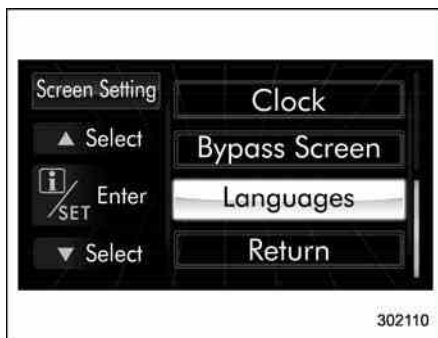 Screen Setting
▲ Select
i/SET Enter
▼ Select
Clock
Bypass Screen
Languages
Return
302110